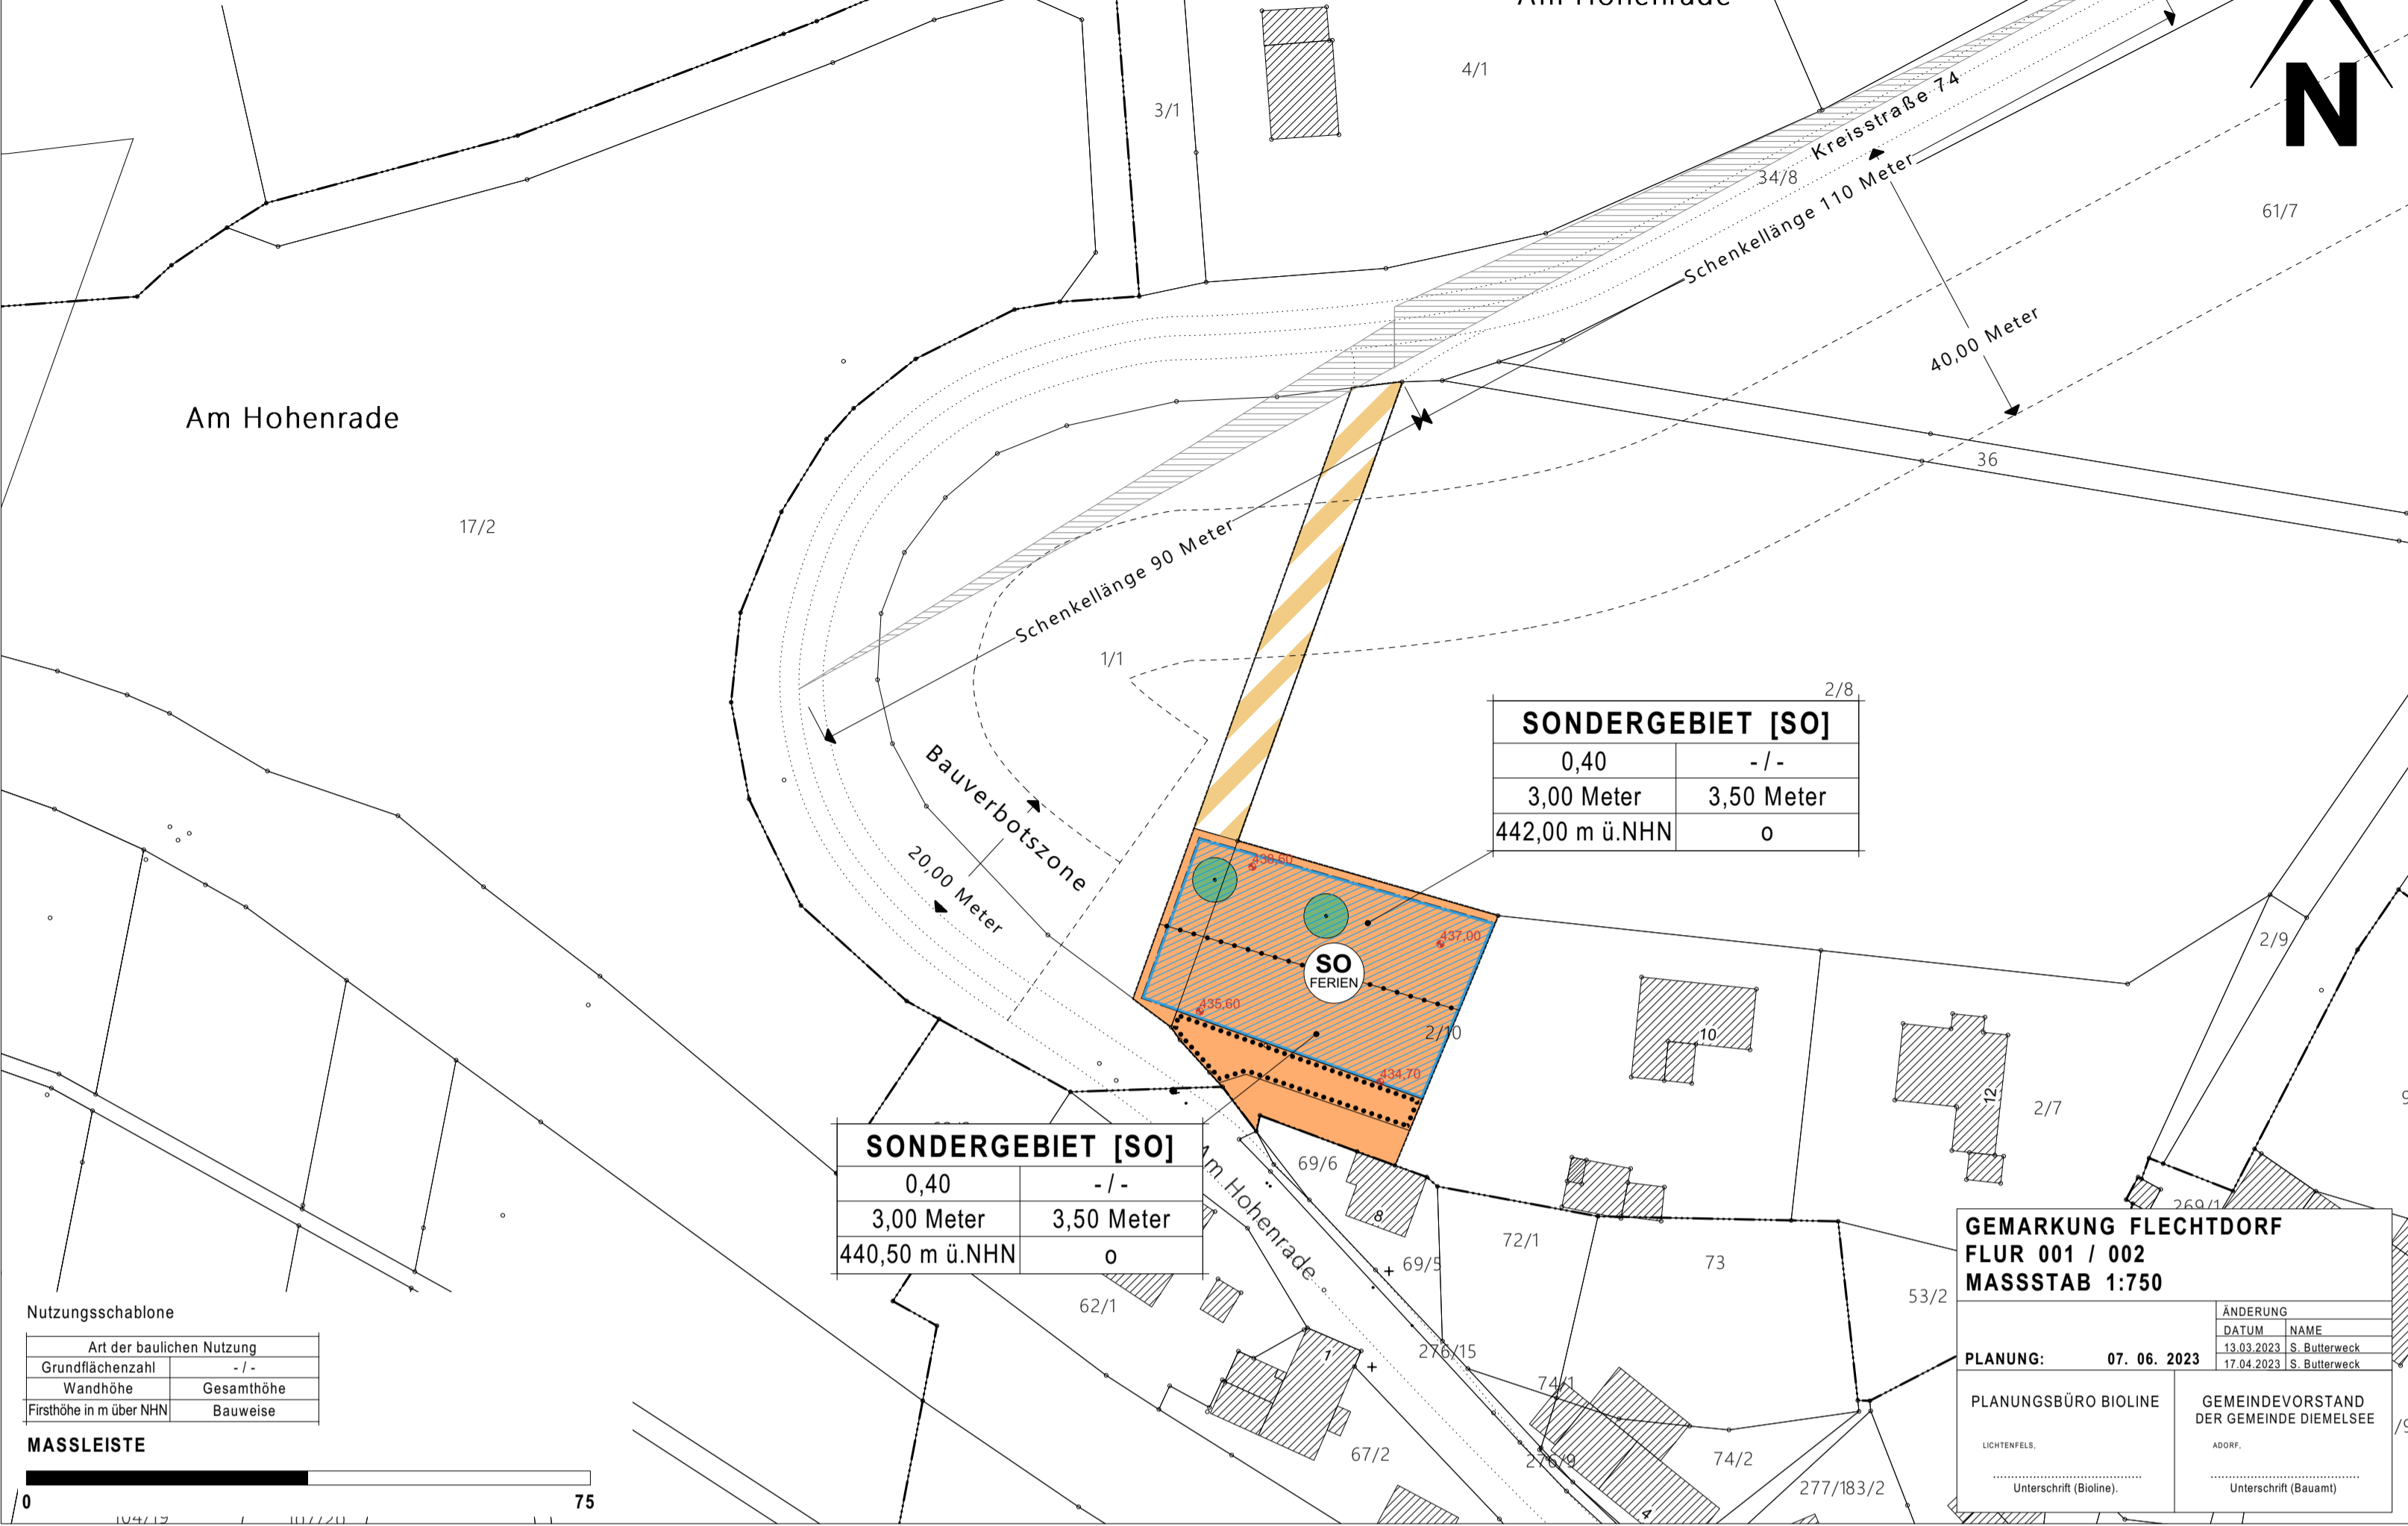 Am Hohenrade
N
4/1
3/1
Kreisstraße 74
34/8
Schenkellänge 110 Meter
61/7
40,00 Meter
Am Hohenrade
36
17/2
Schenkellänge 90 Meter
1/1
2/8
SONDERGEBIET [SO]
0,40 - / -
3,00 Meter 3,50 Meter
442,00 m ü.NHN o
Bauverbotszone
20,00 Meter
438,60
437,00
SO
FERIEN
435,60
2/10
434,70
2/9
10
12
2/7
SONDERGEBIET [SO]
0,40 - / -
3,00 Meter 3,50 Meter
440,50 m ü.NHN o
Am Hohenrade
69/6
8
69/5
72/1
73
53/2
269/1
62/1
1
276/15
74/1
67/2
276/9
74/2
4
277/183/2
Nutzungsschablone
Art der baulichen Nutzung
Grundflächenzahl - / -
Wandhöhe Gesamthöhe
Firsthöhe in m über NHN Bauweise
MASSLEISTE
0 75
GEMARKUNG FLECHTDORF
FLUR 001 / 002
MASSSTAB 1:750
ÄNDERUNG
DATUM NAME
13.03.2023 S. Butterweck
17.04.2023 S. Butterweck
PLANUNG: 07. 06. 2023
PLANUNGSBÜRO BIOLINE
LICHTENFELS,
Unterschrift (Bioline).
GEMEINDEVORSTAND
DER GEMEINDE DIEMELSEE
ADORF,
Unterschrift (Bauamt)